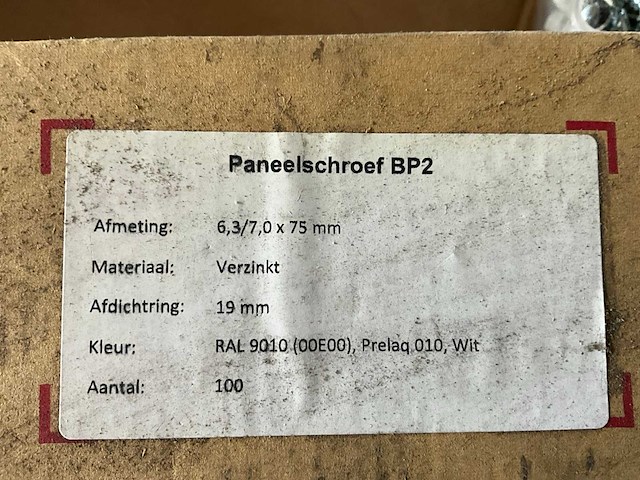 Paneelschroef BP2
Afmeting: 6,3/7,0 x 75 mm
Materiaal: Verzinkt
Afdichtring: 19 mm
Kleur: RAL 9010 (00E00), Prelaq 010, Wit
Aantal: 100